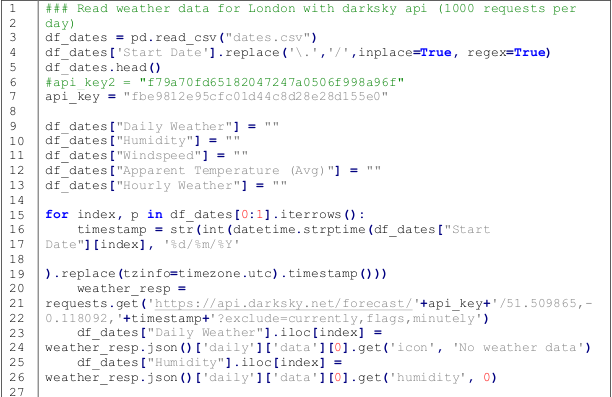 1 ### Read weather data for London with darksky api (1000 requests per
2 day)
3 df_dates = pd.read_csv("dates.csv")
4 df_dates['Start Date'].replace('\.','/',inplace=True, regex=True)
5 df_dates.head()
6 #api_key2 = "f79a70fd65182047247a0506f998a96f"
7 api_key = "fbe9812e95cfc01d44c8d28e28d155e0"
8
9 df_dates["Daily Weather"] = ""
10 df_dates["Humidity"] = ""
11 df_dates["Windspeed"] = ""
12 df_dates["Apparent Temperature (Avg)"] = ""
13 df_dates["Hourly Weather"] = ""
14
15 for index, p in df_dates[0:1].iterrows():
16 timestamp = str(int(datetime.strptime(df_dates["Start
17 Date"][index], '%d/%m/%Y'
18
19 ).replace(tzinfo=timezone.utc).timestamp()))
20 weather_resp =
21 requests.get('https://api.darksky.net/forecast/'+api_key+'/51.509865,-
22 0.118092,'+timestamp+'?exclude=currently,flags,minutely')
23 df_dates["Daily Weather"].iloc[index] =
24 weather_resp.json()['daily']['data'][0].get('icon', 'No weather data')
25 df_dates["Humidity"].iloc[index] =
26 weather_resp.json()['daily']['data'][0].get('humidity', 0)
27